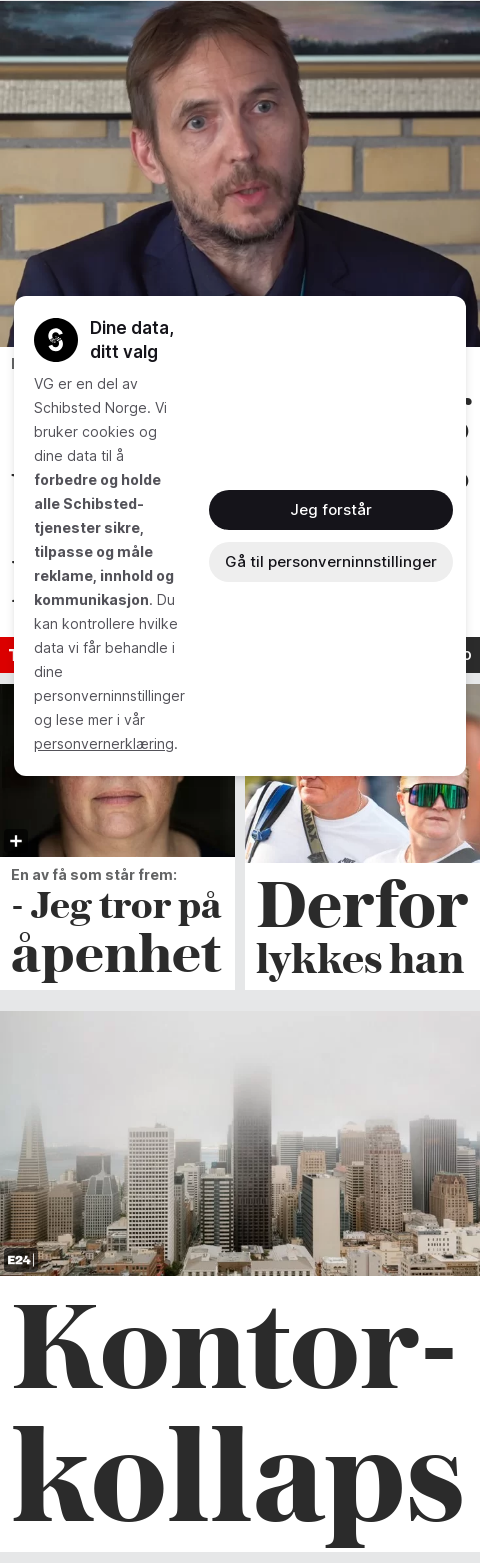 Dine data,
ditt valg
VG er en del av
Schibsted Norge. Vi
bruker cookies og
dine data til å
forbedre og holde
alle Schibsted-
tjenester sikre,
tilpasse og måle
reklame, innhold og
kommunikasjon. Du
kan kontrollere hvilke
data vi får behandle i
dine
personverninnstillinger
og lese mer i vår
personvernerklæring.
Jeg forstår
Gå til personverninnstillinger
En av få som står frem:
- Jeg tror på
åpenhet
Derfor
lykkes han
E24
Kontor-
kollaps